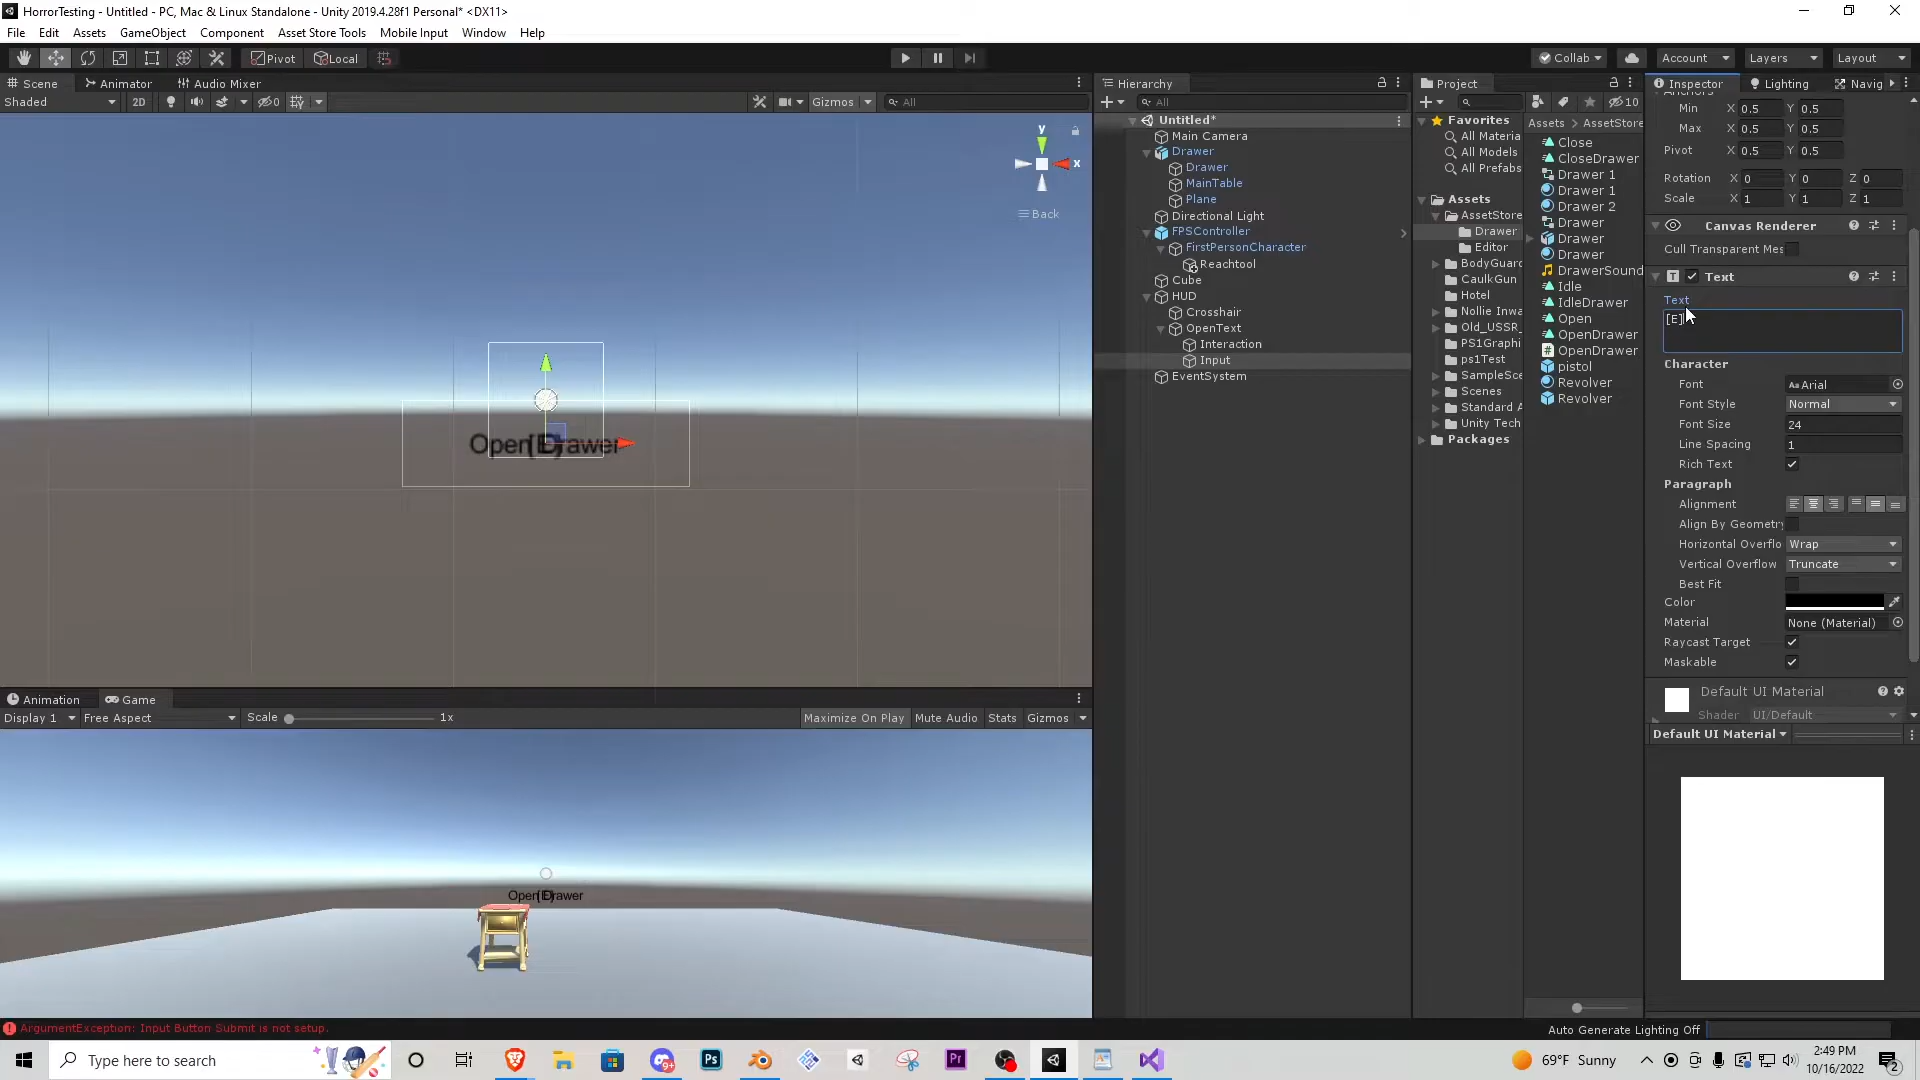 HorrorTesting - Untitled - PC, Mac & Linux Standalone - Unity 2019.4.28f1 Personal* <DX11>
File Edit Assets GameObject Component Asset Store Tools Mobile Input Window Help
Pivot Local Collab Account Layers Layout
Scene Animator Audio Mixer
Shaded 2D 0 Gizmos All
y
x
Back
Open Drawer
[E]
Hierarchy
All
Untitled*
Main Camera
Drawer
Drawer
MainTable
Plane
Directional Light
FPSController
FirstPersonCharacter
Reachtool
Cube
HUD
Crosshair
OpenText
Interaction
Input
EventSystem
Project
10
Favorites
All Materia
All Models
All Prefabs
Assets
AssetStore
Drawer
Editor
BodyGuard
CaulkGun
Hotel
Nollie Inwa
Old_USSR_
PS1Graphi
ps1Test
SampleSce
Scenes
Standard A
Unity Tech
Packages
Assets > AssetStore
Close
CloseDrawer
Drawer 1
Drawer 1
Drawer 2
Drawer
Drawer
Drawer
DrawerSound
Idle
IdleDrawer
Open
OpenDrawer
OpenDrawer
pistol
Revolver
Revolver
Inspector Lighting Navig
Anchors
Min X 0.5 Y 0.5
Max X 0.5 Y 0.5
Pivot X 0.5 Y 0.5
Rotation X 0 Y 0 Z 0
Scale X 1 Y 1 Z 1
Canvas Renderer
Cull Transparent Mes
Text
Text
[E]
Character
Font Arial
Font Style Normal
Font Size 24
Line Spacing 1
Rich Text
Paragraph
Alignment
Align By Geometry
Horizontal Overflo Wrap
Vertical Overflow Truncate
Best Fit
Color
Material None (Material)
Raycast Target
Maskable
Default UI Material
Shader UI/Default
Default UI Material
Animation Game
Display 1 Free Aspect Scale 1x Maximize On Play Mute Audio Stats Gizmos
Open Drawer
[E]
ArgumentException: Input Button Submit is not setup.
Auto Generate Lighting Off
Type here to search
9+
Ps
Pr
69°F Sunny
2:49 PM
10/16/2022
2